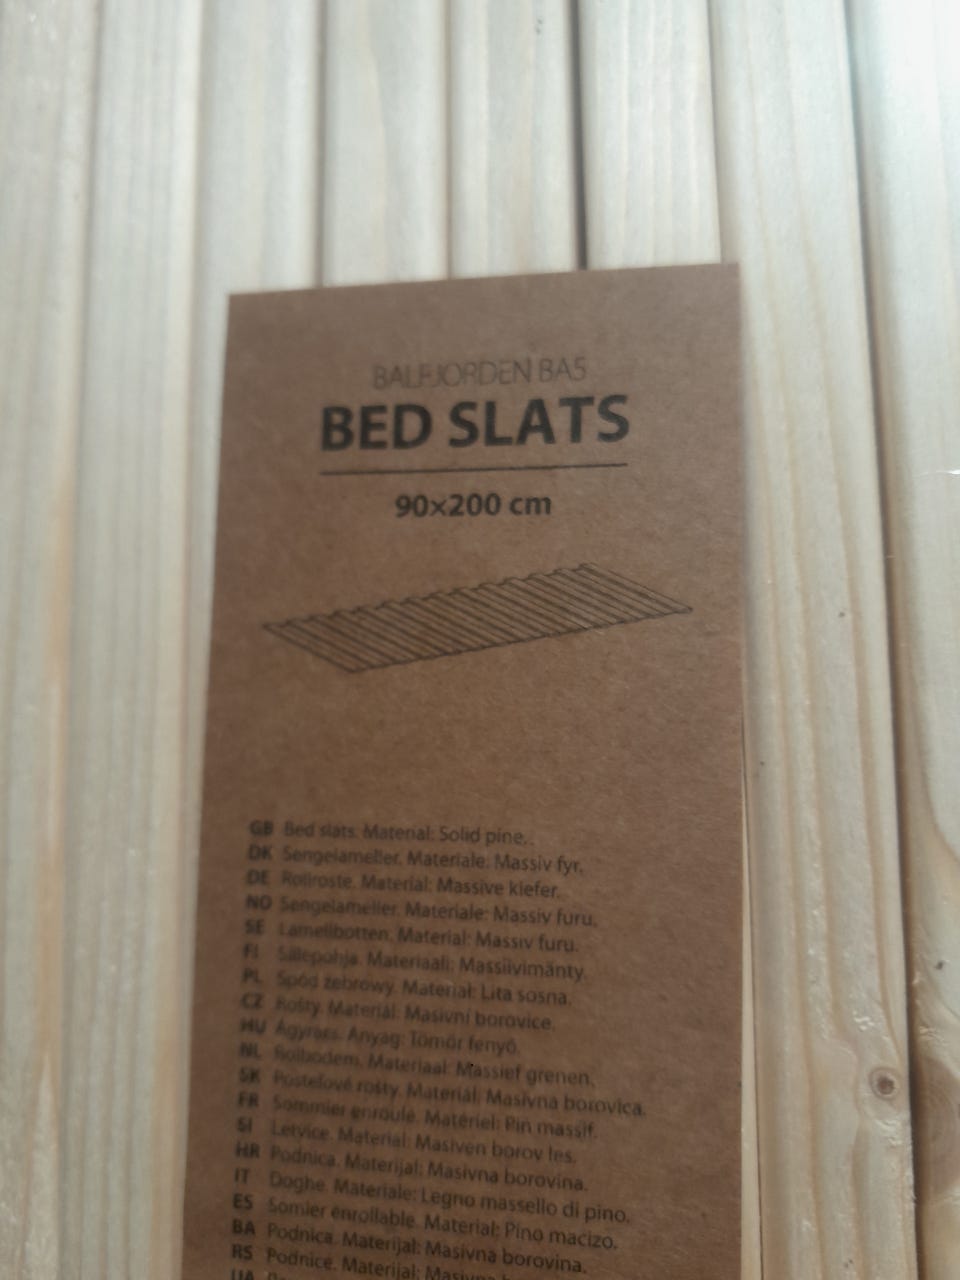 BALFJORDEN BAS
BED SLATS
90×200 cm
GB Bed slats. Material: Solid pine.
DK Sengelameller. Materiale: Massiv fyr.
DE Rollroste. Material: Massive kiefer.
NO Sengelameller. Materiale: Massiv furu.
SE Lamellbotten. Material: Massiv furu.
FI Sälepohja. Materiaali: Massiivimänty.
PL Spód żebrowy. Materiał: Lita sosna.
CZ Rošty. Materiál: Masivní borovice.
HU Ágyrács. Anyag: Tömör fenyő.
NL Rolbodem. Materiaal: Massief grenen.
SK Posteľové rošty. Materiál: Masívna borovica.
FR Sommier enroulé. Matériel: Pin massif.
SI Letvice. Material: Masiven borov les.
HR Podnica. Materijal: Masivna borovina.
IT Doghe. Materiale: Legno massello di pino.
ES Somier enrollable. Material: Pino macizo.
BA Podnica. Materijal: Masivna borovina.
RS Podnice. Materijal: Masivna
UA